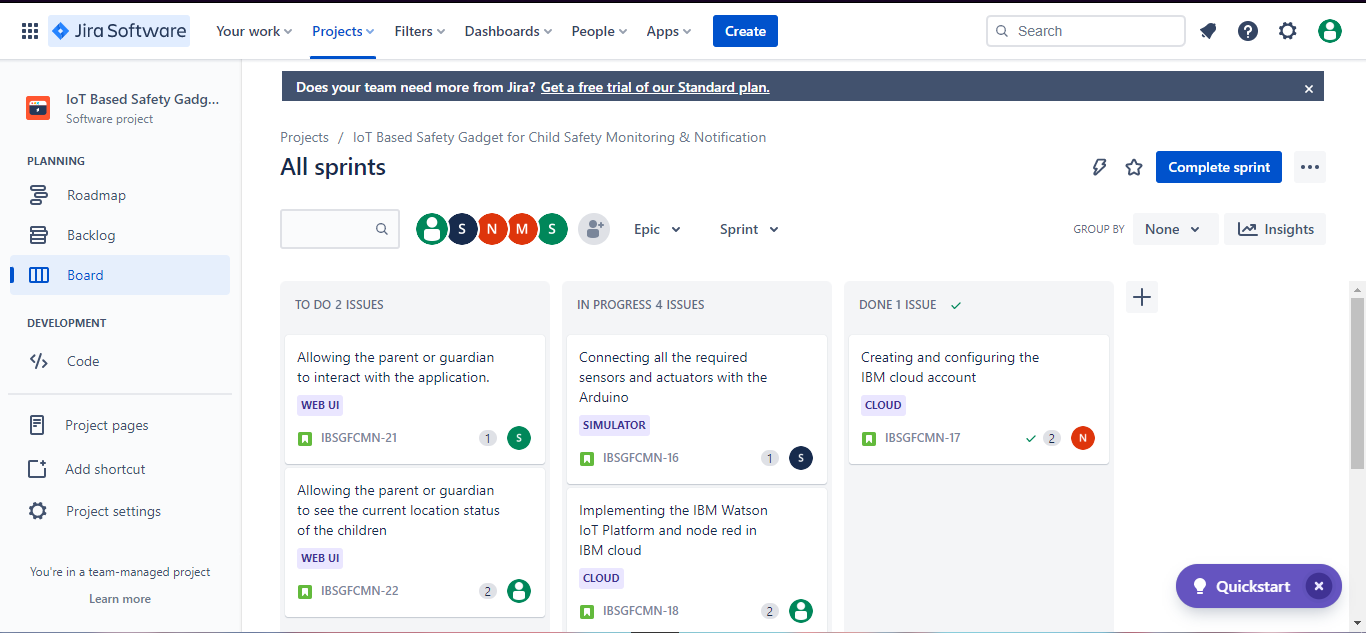 Jira Software
Your work
Projects
Filters
Dashboards
People
Apps
Create
Search
Does your team need more from Jira? Get a free trial of our Standard plan.
IoT Based Safety Gadg...
Software project
PLANNING
Roadmap
Backlog
Board
DEVELOPMENT
Code
Project pages
Add shortcut
Project settings
You're in a team-managed project
Learn more
Projects / IoT Based Safety Gadget for Child Safety Monitoring & Notification
All sprints
Complete sprint
S N M S
Epic
Sprint
GROUP BY
None
Insights
TO DO 2 ISSUES
Allowing the parent or guardian
to interact with the application.
WEB UI
IBSGFCMN-21
1
S
Allowing the parent or guardian
to see the current location status
of the children
WEB UI
IBSGFCMN-22
2
IN PROGRESS 4 ISSUES
Connecting all the required
sensors and actuators with the
Arduino
SIMULATOR
IBSGFCMN-16
1
S
Implementing the IBM Watson
IoT Platform and node red in
IBM cloud
CLOUD
IBSGFCMN-18
2
DONE 1 ISSUE
Creating and configuring the
IBM cloud account
CLOUD
IBSGFCMN-17
2
N
Quickstart